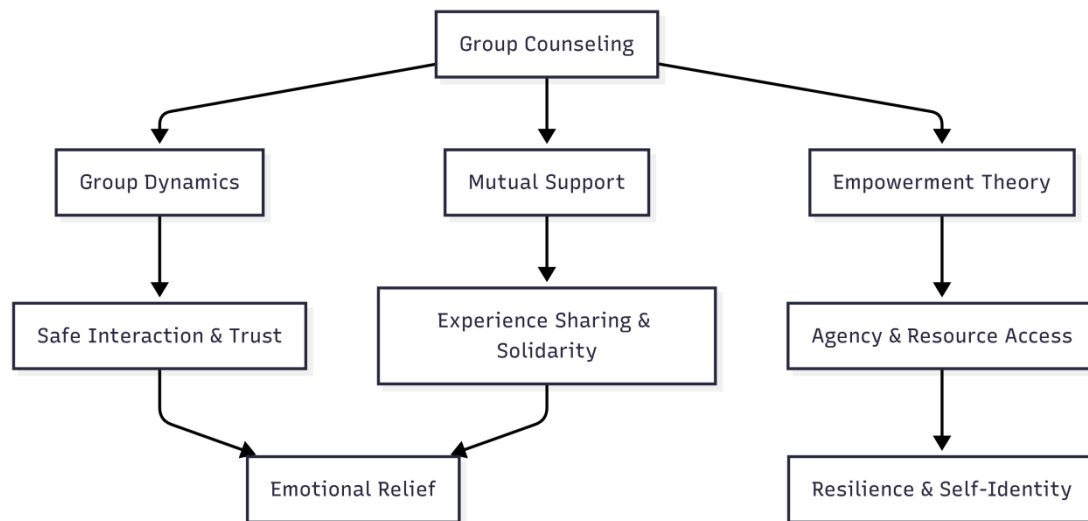 Group Counseling
Group Dynamics
Mutual Support
Empowerment Theory
Safe Interaction & Trust
Experience Sharing &
Solidarity
Agency & Resource Access
Emotional Relief
Resilience & Self-Identity